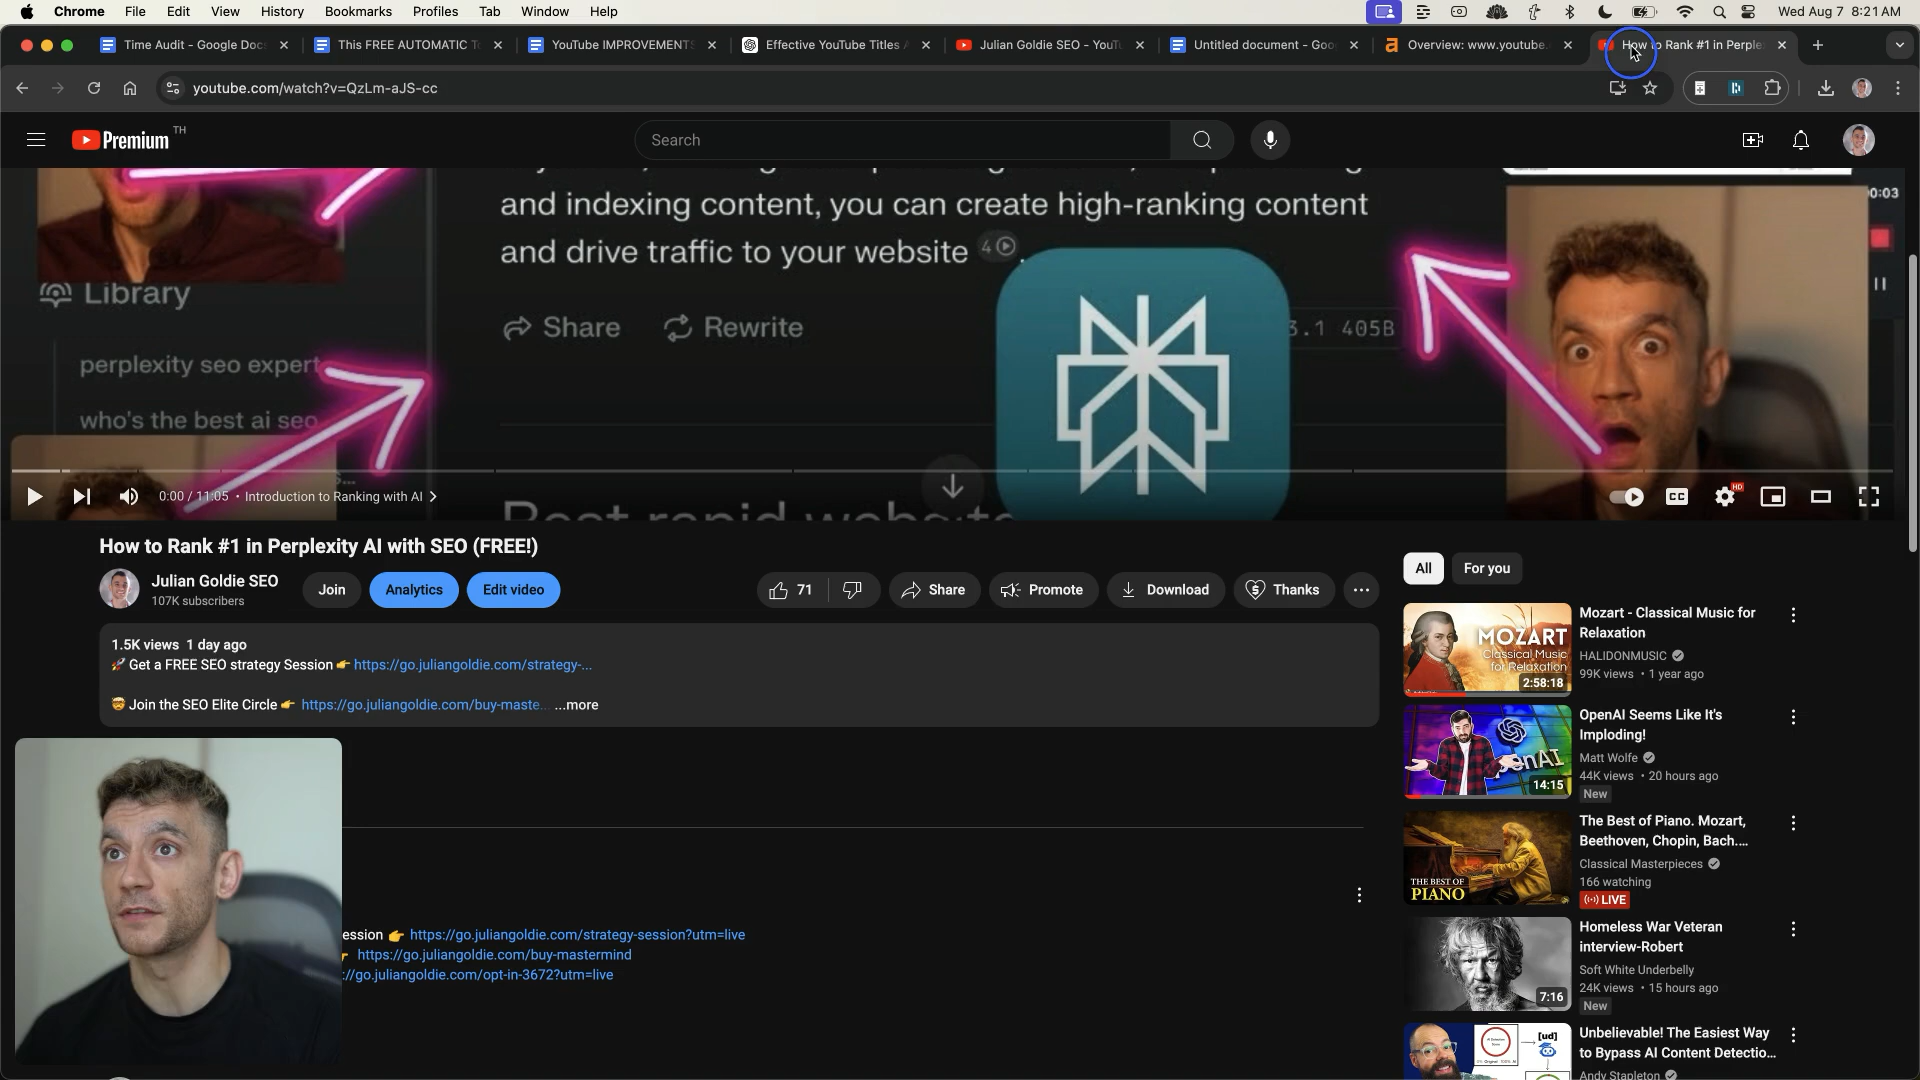 Chrome File Edit View History Bookmarks Profiles Tab Window Help
Wed Aug 7 8:21 AM
Time Audit - Google Doc
This FREE AUTOMATIC
YouTube IMPROVEMENTS
Effective YouTube Titles
Julian Goldie SEO - YouTu
Untitled document - Goo
Overview: www.youtube.
How to Rank #1 in Perple
youtube.com/watch?v=QzLm-aJS-cc
Premium TH
Search
and indexing content, you can create high-ranking content
and drive traffic to your website 4
0:03
Library
Share Rewrite
3.1 405B
perplexity seo expert
who's the best ai seo
0:00 / 11:05 • Introduction to Ranking with AI
CC
HD
Best rapid website
How to Rank #1 in Perplexity AI with SEO (FREE!)
Julian Goldie SEO
107K subscribers
Join
Analytics
Edit video
71
Share
Promote
Download
Thanks
1.5K views 1 day ago
🚀 Get a FREE SEO strategy Session 👉 https://go.juliangoldie.com/strategy-...
🤯 Join the SEO Elite Circle 👉 https://go.juliangoldie.com/buy-maste... ...more
ession 👉 https://go.juliangoldie.com/strategy-session?utm=live
https://go.juliangoldie.com/buy-mastermind
://go.juliangoldie.com/opt-in-3672?utm=live
All
For you
MOZART
Classical Music
for Relaxation
2:58:18
Mozart - Classical Music for
Relaxation
HALIDONMUSIC
99K views • 1 year ago
enAI
14:15
OpenAI Seems Like It's
Imploding!
Matt Wolfe
44K views • 20 hours ago
New
THE BEST OF
PIANO
The Best of Piano. Mozart,
Beethoven, Chopin, Bach....
Classical Masterpieces
166 watching
LIVE
7:16
Homeless War Veteran
interview-Robert
Soft White Underbelly
24K views • 15 hours ago
New
[ud]
Unbelievable! The Easiest Way
to Bypass AI Content Detectio...
Andy Stapleton